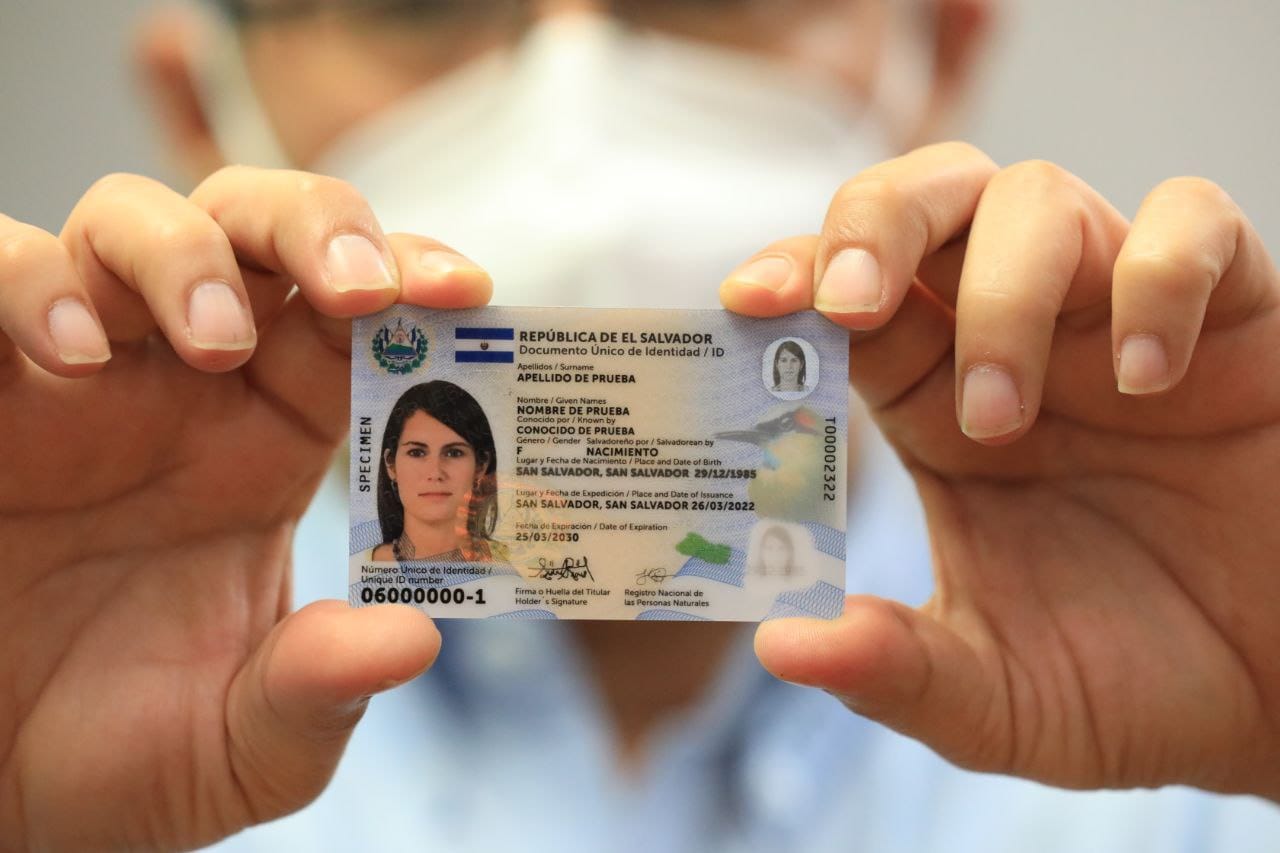 REPÚBLICA DE EL SALVADOR
Documento Único de Identidad / ID
Apellidos / Surname
APELLIDO DE PRUEBA
Nombre / Given Names
NOMBRE DE PRUEBA
Conocido por / Known by
CONOCIDO DE PRUEBA
Género / Gender Salvadoreño por / Salvadorean by
F NACIMIENTO
Lugar y Fecha de Nacimiento / Place and Date of Birth
SAN SALVADOR, SAN SALVADOR 29/12/1985
Lugar y Fecha de Expedición / Place and Date of Issuance
SAN SALVADOR, SAN SALVADOR 26/03/2022
Fecha de Expiración / Date of Expiration
25/03/2030
SPECIMEN
T00002322
Número Único de Identidad /
Unique ID number
06000000-1
Firma o Huella del Titular
Holder´s Signature
Registro Nacional de
las Personas Naturales